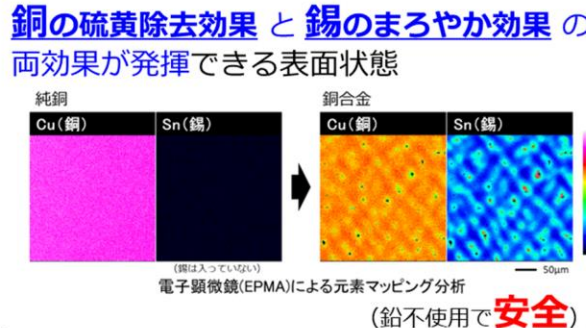 銅の硫黄除去効果 と 錫のまろやか効果 の
両効果が発揮できる表面状態
純銅
銅合金
Cu(銅)
Sn(錫)
Cu(銅)
Sn(錫)
(錫は入っていない)
50μm
電子顕微鏡(EPMA)による元素マッピング分析
(鉛不使用で安全)